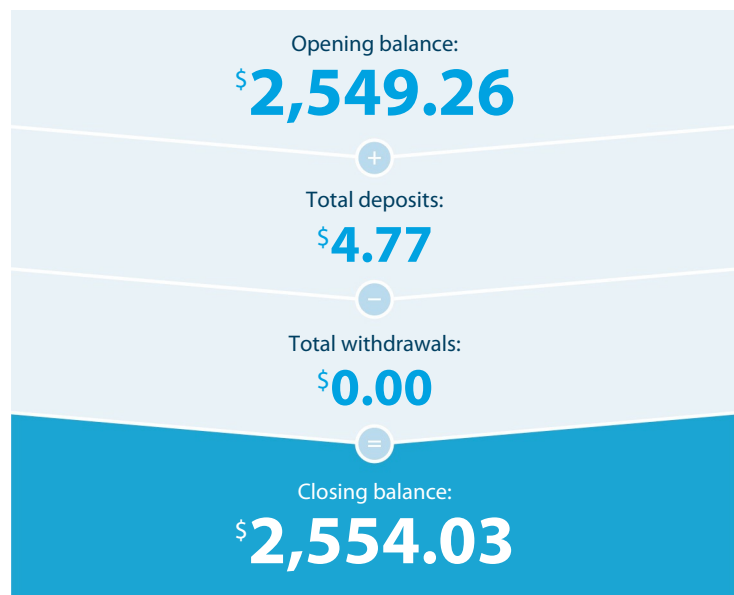 Opening balance:
$2,549.26
+
Total deposits:
$4.77
−
Total withdrawals:
$0.00
=
Closing balance:
$2,554.03